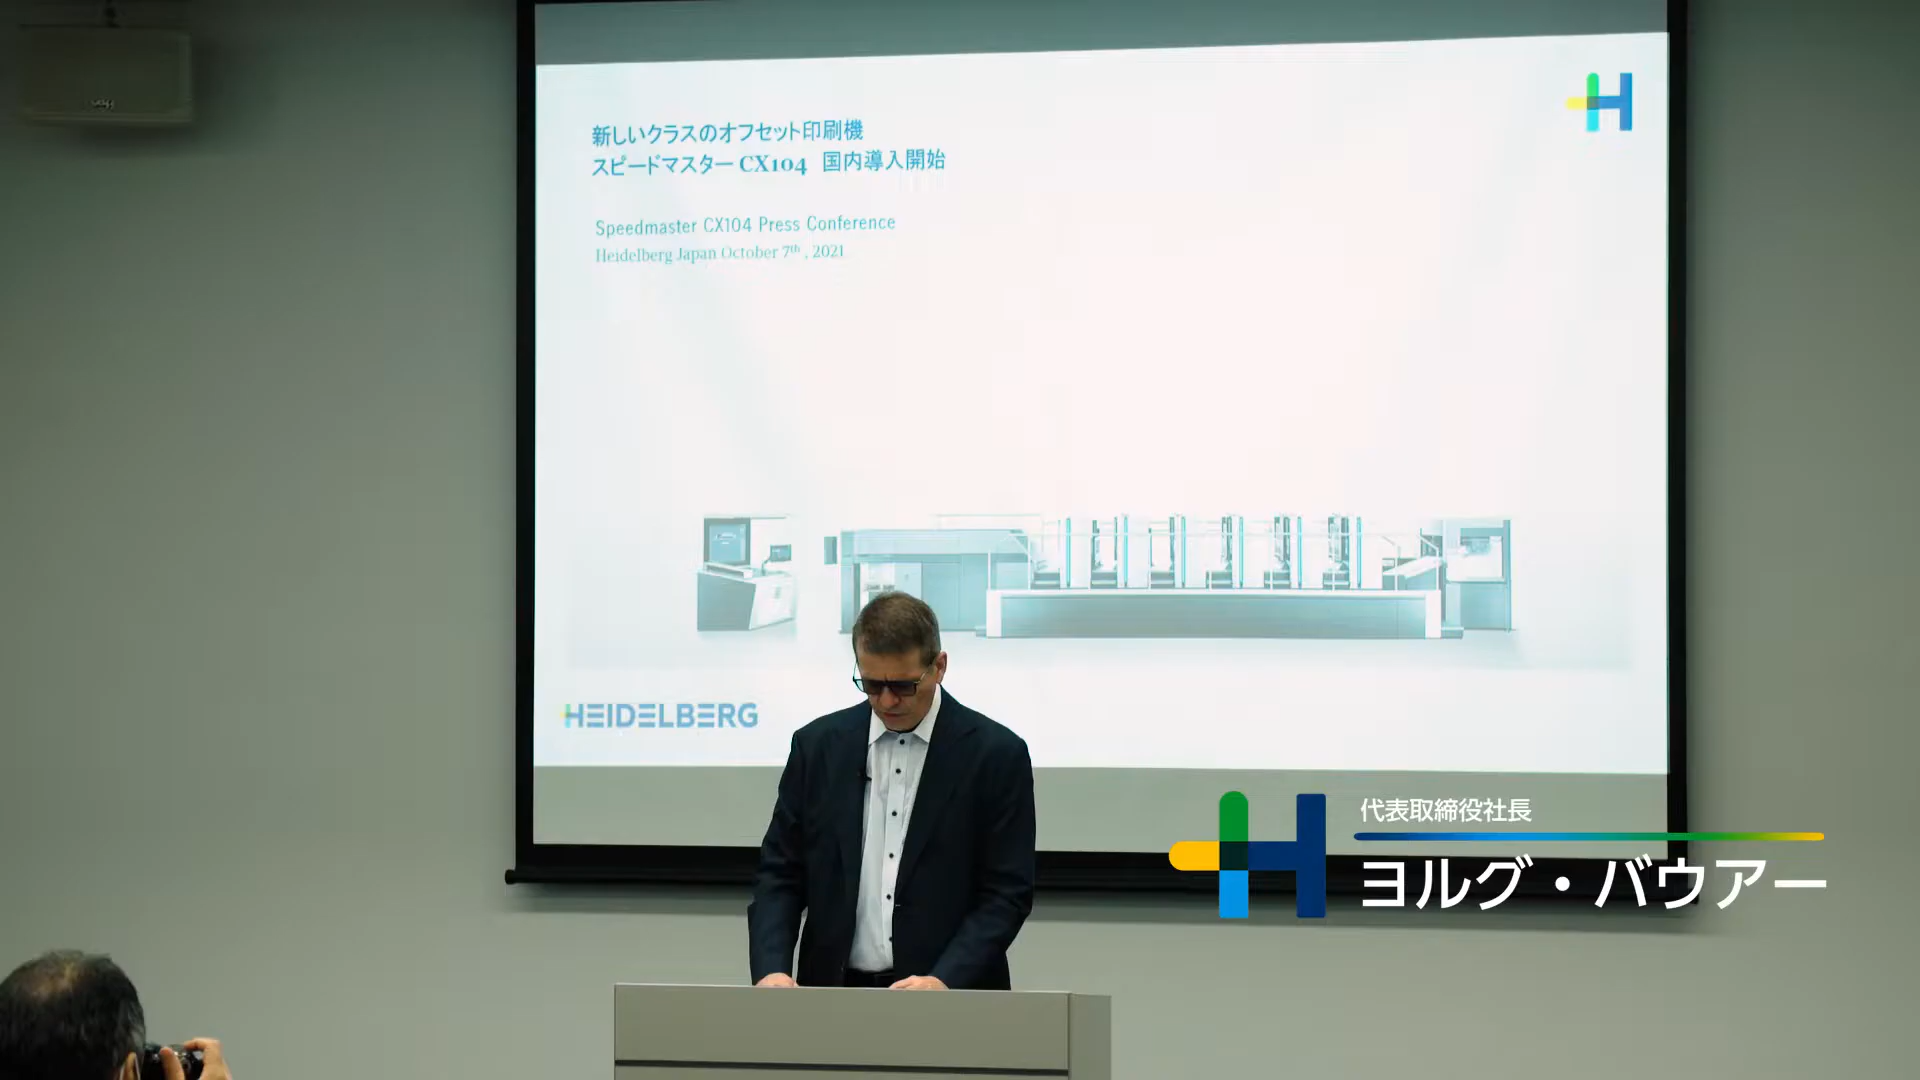 新しいクラスのオフセット印刷機
スピードマスター CX104 国内導入開始
Speedmaster CX104 Press Conference
Heidelberg Japan October 7th , 2021
HEIDELBERG
代表取締役社長
ヨルグ・バウアー